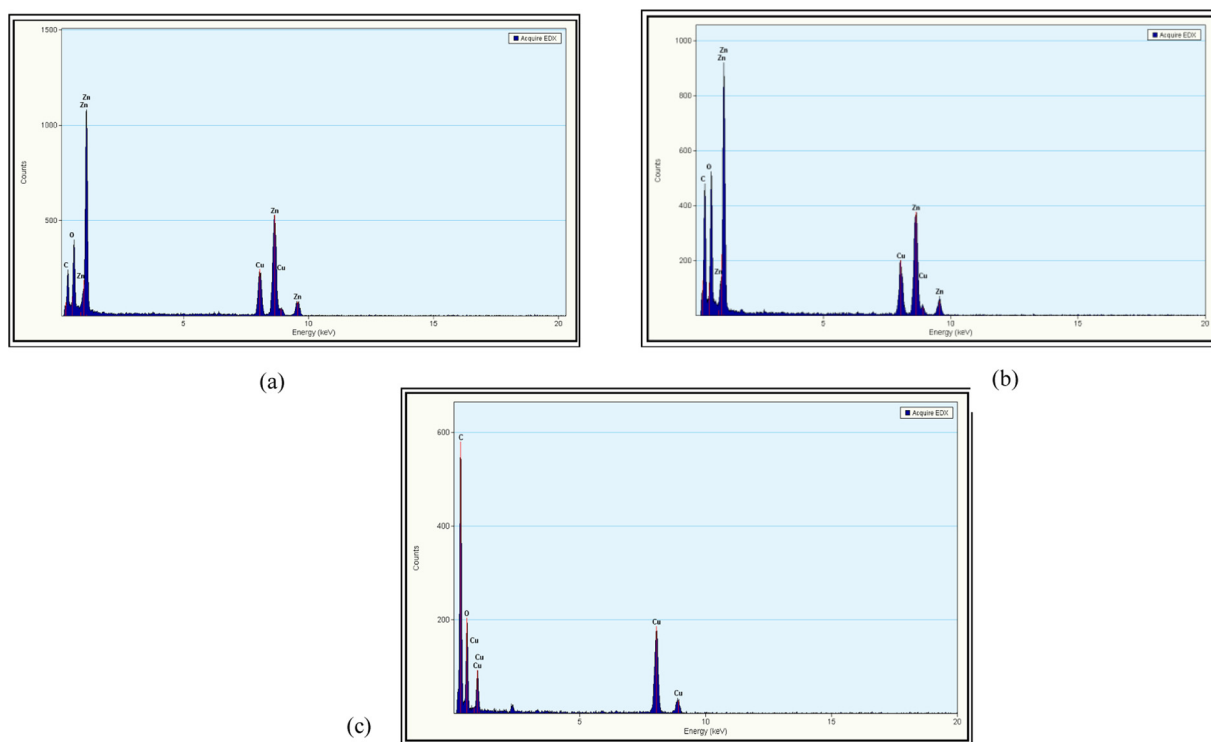 1500
Acquire EDX
Zn
Zn
1000
Counts
500
O
C
Zn
Cu
Zn
Cu
Zn
5
10
15
20
Energy (keV)
(a)
1000
Acquire EDX
Zn
Zn
800
Counts
600
O
C
400
Zn
200
Zn
Cu
Cu
Zn
5
10
15
20
Energy (keV)
(b)
600
Acquire EDX
C
400
Counts
200
O
Cu
Cu
Cu
Cu
Cu
5
10
15
20
Energy (keV)
(c)